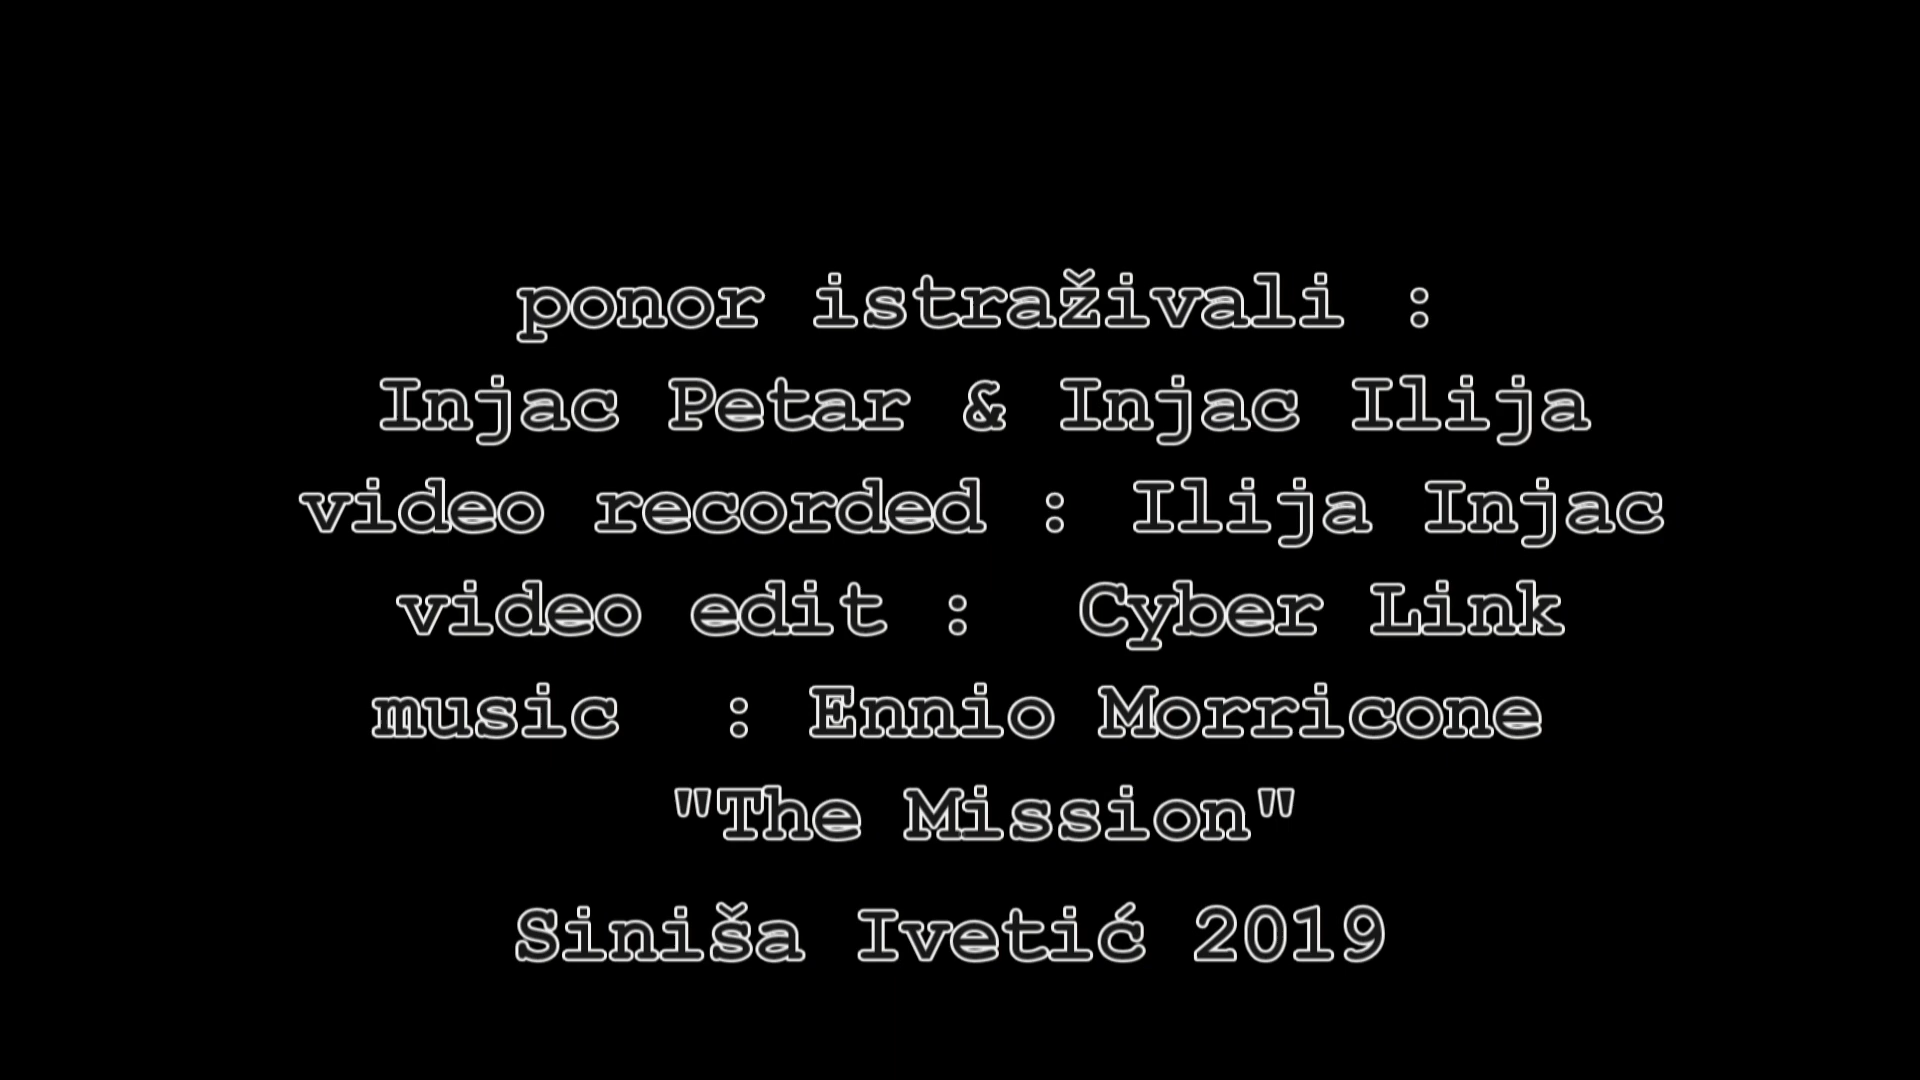 ponor istraživali :
Injac Petar & Injac Ilija
video recorded : Ilija Injac
video edit :  Cyber Link
music  : Ennio Morricone
"The Mission"
Siniša Ivetić 2019